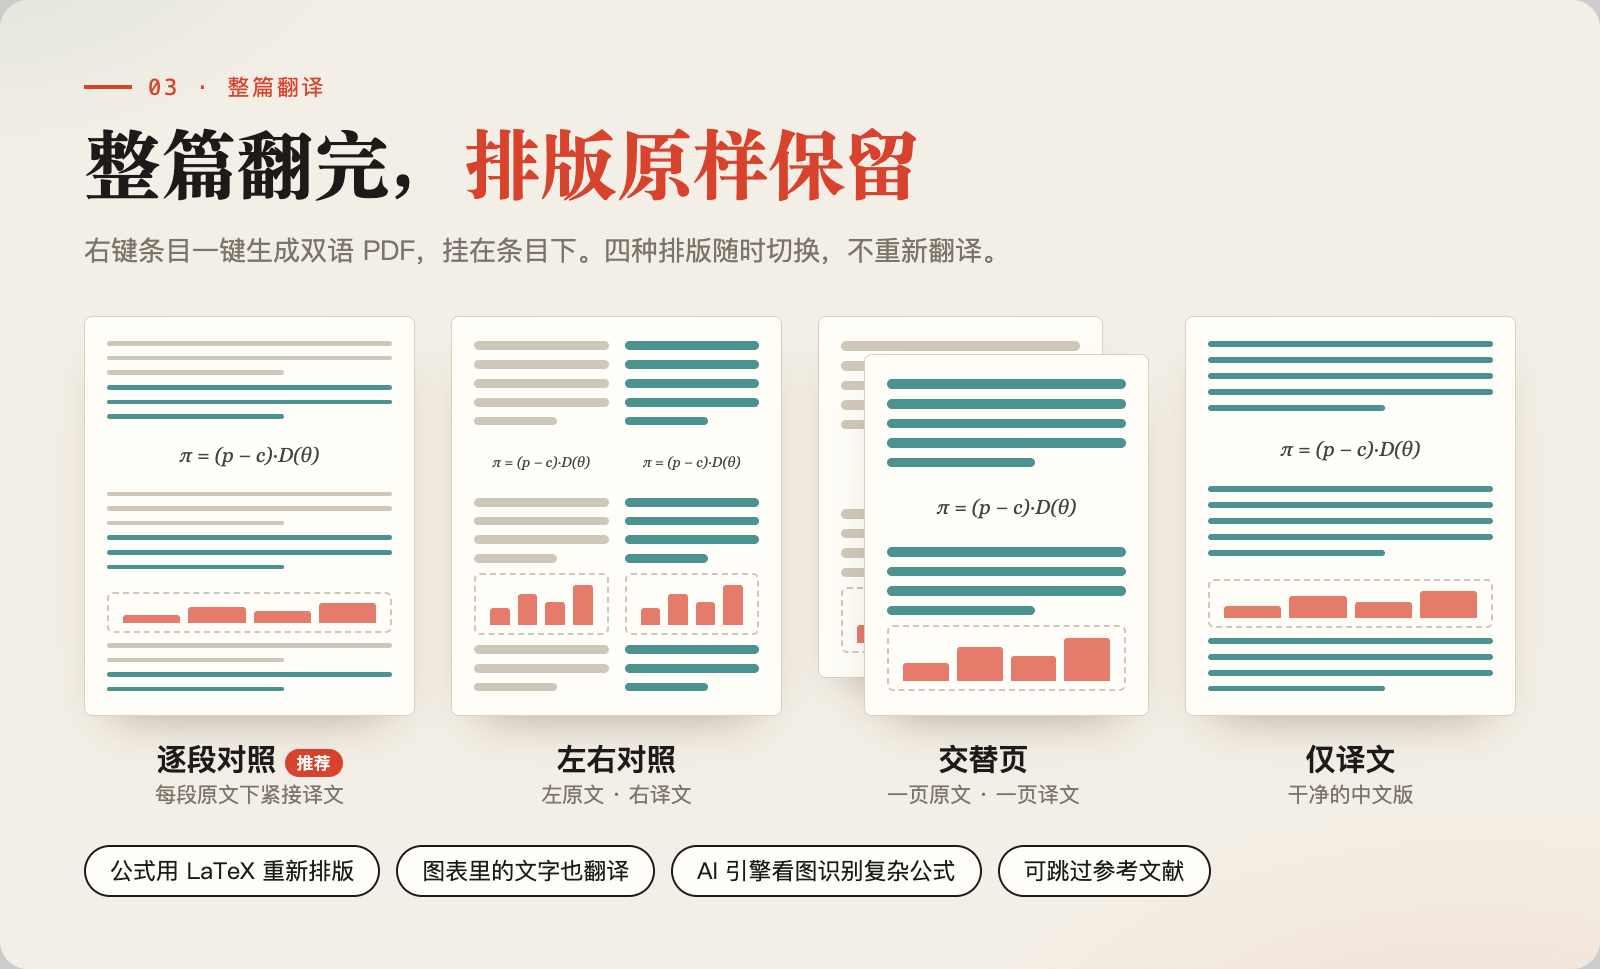 03 · 整篇翻译
整篇翻完，排版原样保留
右键条目一键生成双语 PDF，挂在条目下。四种排版随时切换，不重新翻译。
π = (p − c)·D(θ)
π = (p − c)·D(θ)
π = (p − c)·D(θ)
π = (p − c)·D(θ)
π = (p − c)·D(θ)
逐段对照 推荐
每段原文下紧接译文
左右对照
左原文 · 右译文
交替页
一页原文 · 一页译文
仅译文
干净的中文版
公式用 LaTeX 重新排版
图表里的文字也翻译
AI 引擎看图识别复杂公式
可跳过参考文献